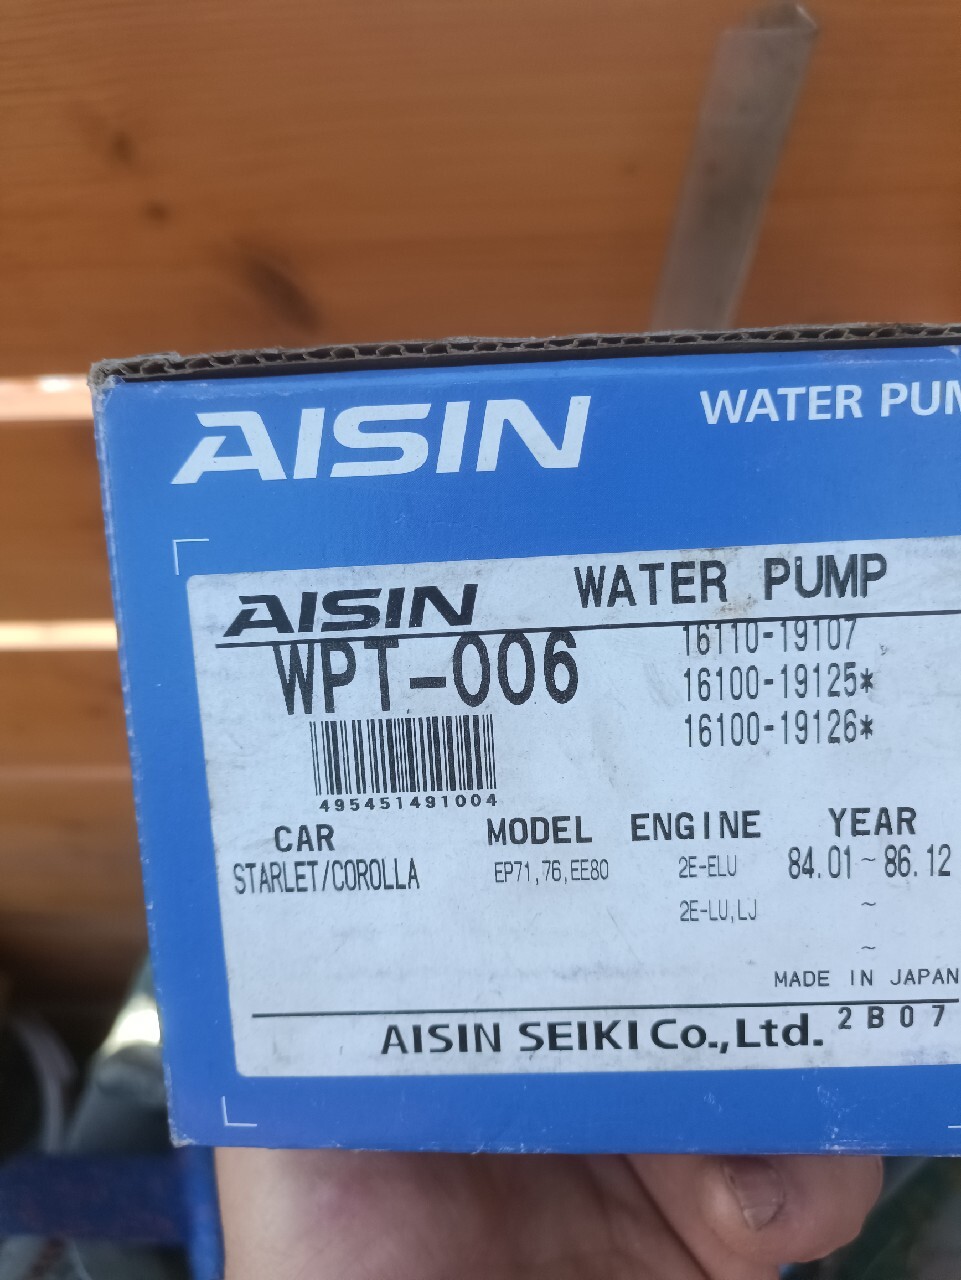 AISIN
WATER PUM
AISIN WATER PUMP
WPT-006
16110-19107
16100-19125*
16100-19126*
495451491004
CAR MODEL ENGINE YEAR
STARLET/COROLLA EP71,76,EE80 2E-ELU 84.01~86.12
2E-LU,LJ ~
~
MADE IN JAPAN
AISIN SEIKI Co.,Ltd. 2B07